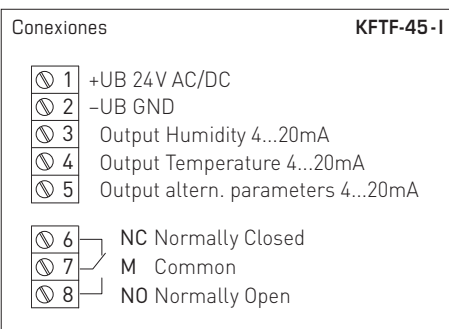 Conexiones KFTF-45-I
1 +UB 24V AC/DC
2 –UB GND
3 Output Humidity 4...20mA
4 Output Temperature 4...20mA
5 Output altern. parameters 4...20mA
6 NC Normally Closed
7 M Common
8 NO Normally Open